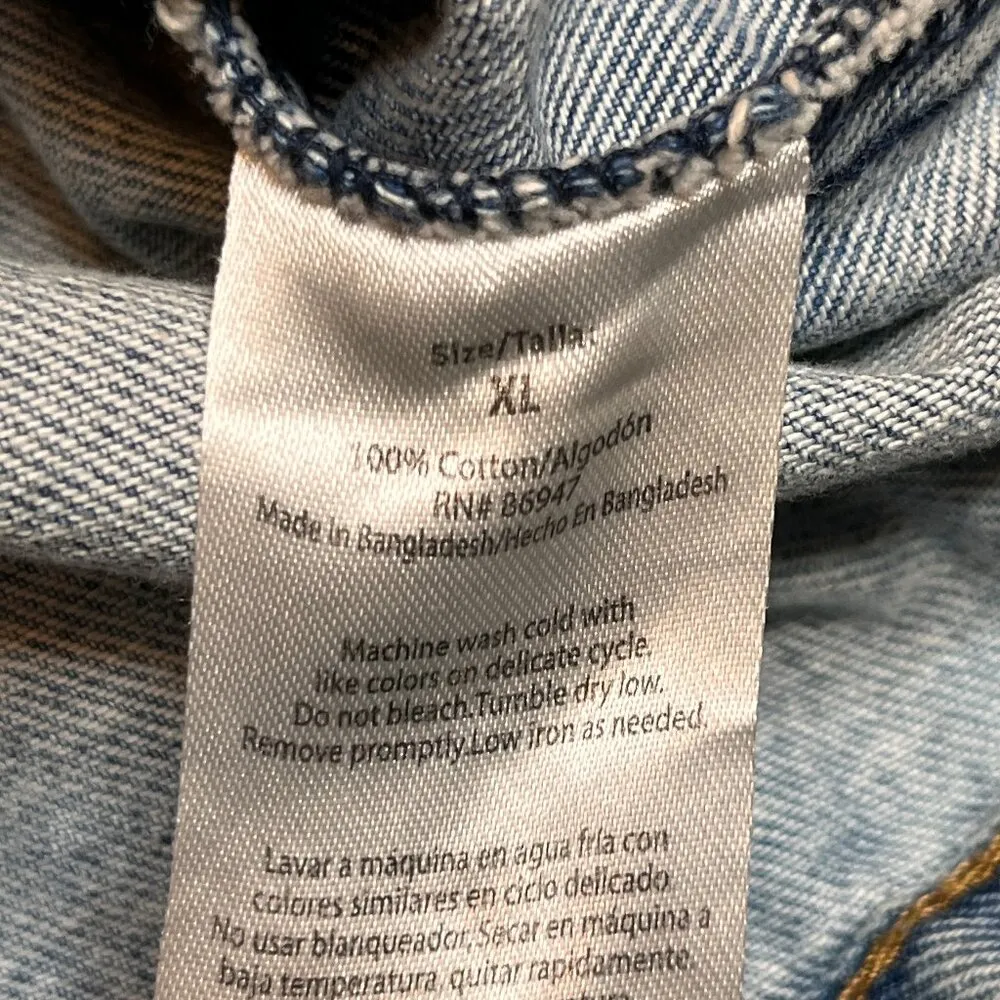 Size/Talla:
XL
100% Cotton/Algodón
RN# 86947
Made in Bangladesh/Hecho En Bangladesh
Machine wash cold with
like colors on delicate cycle.
Do not bleach.Tumble dry low.
Remove promptly.Low iron as needed.
Lavar a máquina en agua fría con
colores similares en ciclo delicado
No usar blanqueador, Secar en máquina a
baja temperatura, quitar rapidamente